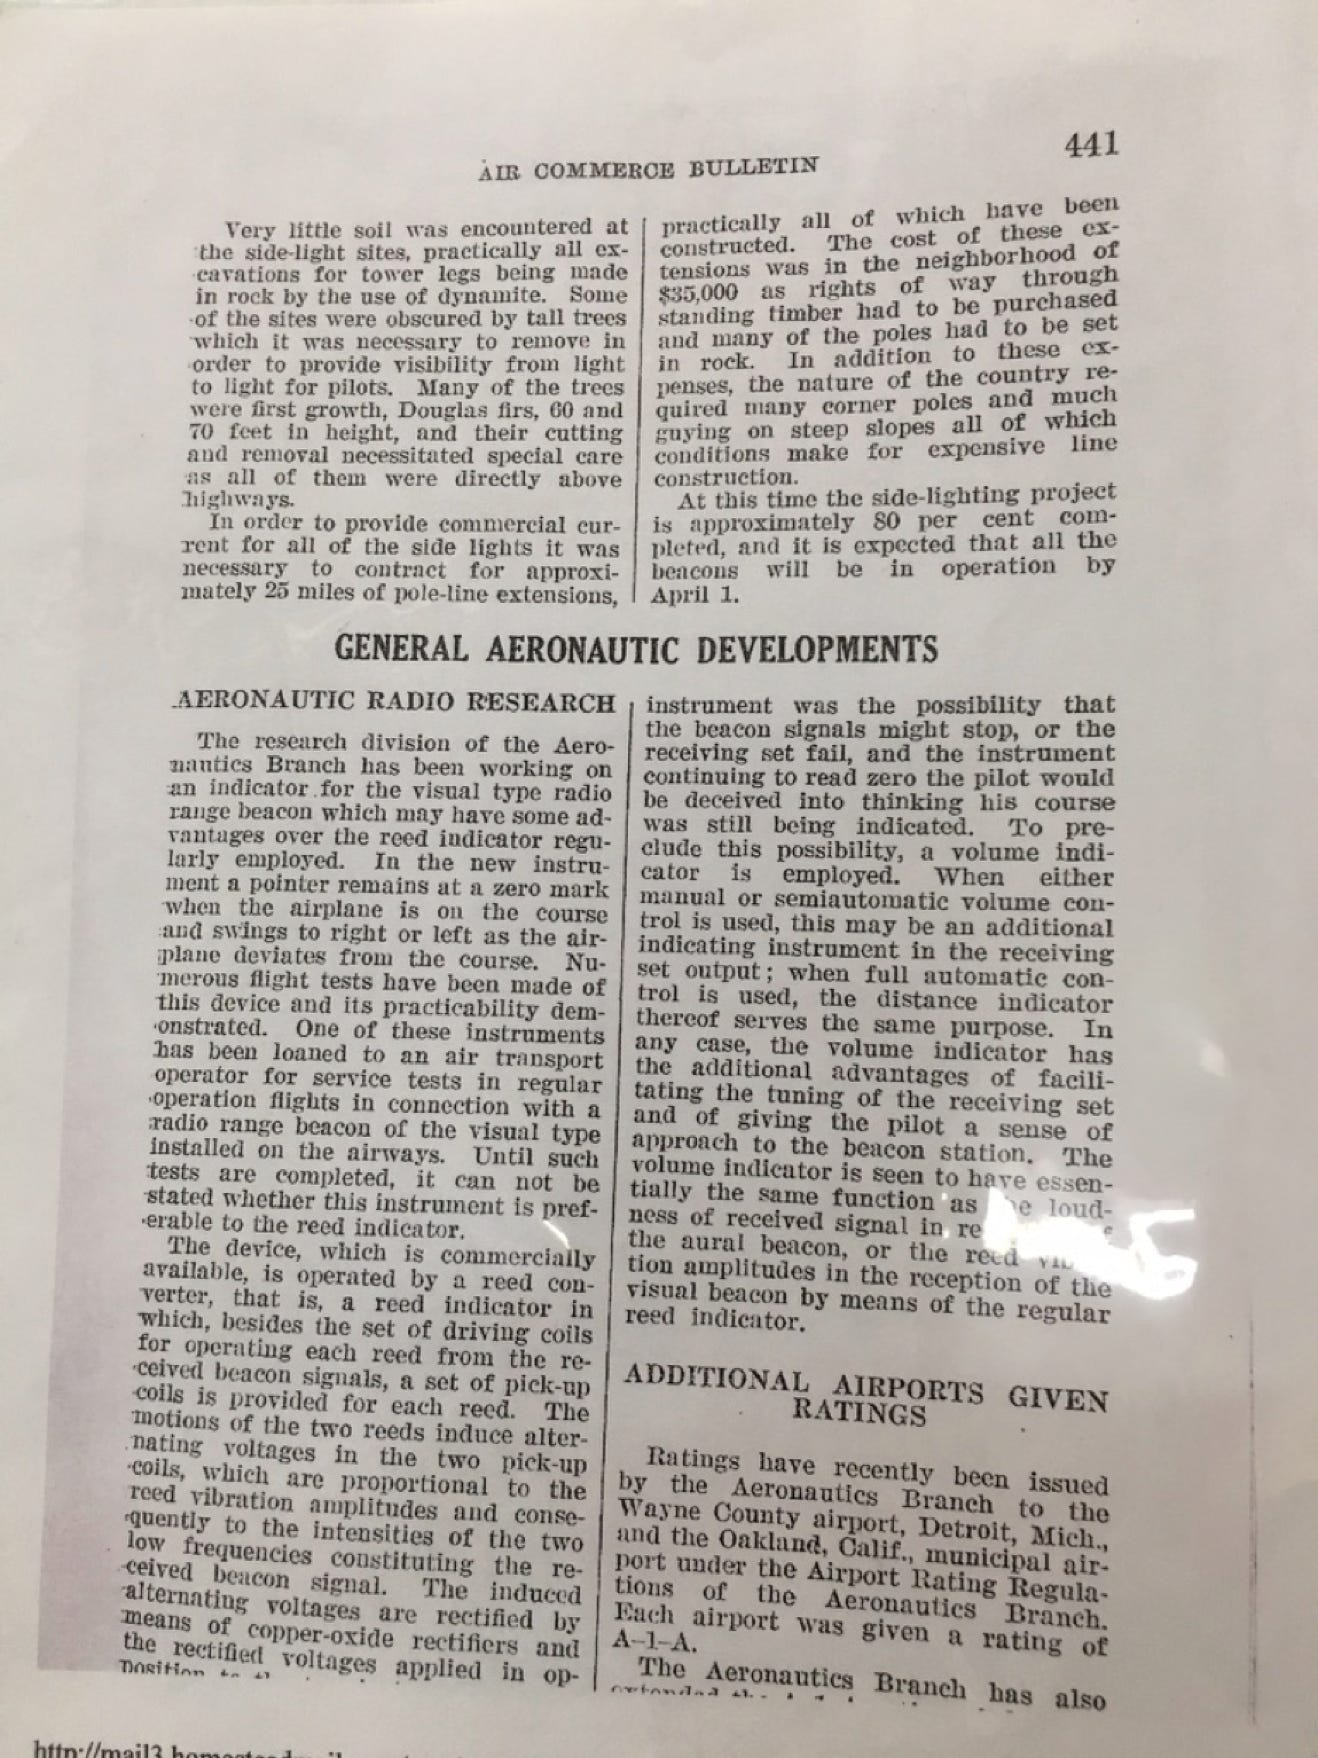 441
AIR COMMERCE BULLETIN
Very little soil was encountered at
the side-light sites, practically all ex-
cavations for tower legs being made
in rock by the use of dynamite. Some
of the sites were obscured by tall trees
which it was necessary to remove in
order to provide visibility from light
to light for pilots. Many of the trees
were first growth, Douglas firs, 60 and
70 feet in height, and their cutting
and removal necessitated special care
as all of them were directly above
highways.
In order to provide commercial cur-
rent for all of the side lights it was
necessary to contract for approxi-
mately 25 miles of pole-line extensions,
practically all of which have been
constructed. The cost of these ex-
tensions was in the neighborhood of
$35,000 as rights of way through
standing timber had to be purchased
and many of the poles had to be set
in rock. In addition to these ex-
penses, the nature of the country re-
quired many corner poles and much
guying on steep slopes all of which
conditions make for expensive line
construction.
At this time the side-lighting project
is approximately 80 per cent com-
pleted, and it is expected that all the
beacons will be in operation by
April 1.
GENERAL AERONAUTIC DEVELOPMENTS
AERONAUTIC RADIO RESEARCH
The research division of the Aero-
nautics Branch has been working on
an indicator for the visual type radio
range beacon which may have some ad-
vantages over the reed indicator regu-
larly employed. In the new instru-
ment a pointer remains at a zero mark
when the airplane is on the course
and swings to right or left as the air-
plane deviates from the course. Nu-
merous flight tests have been made of
this device and its practicability dem-
onstrated. One of these instruments
has been loaned to an air transport
operator for service tests in regular
operation flights in connection with a
radio range beacon of the visual type
installed on the airways. Until such
tests are completed, it can not be
stated whether this instrument is pref-
erable to the reed indicator.
The device, which is commercially
available, is operated by a reed con-
verter, that is, a reed indicator in
which, besides the set of driving coils
for operating each reed from the re-
ceived beacon signals, a set of pick-up
coils is provided for each reed. The
motions of the two reeds induce alter-
nating voltages in the two pick-up
coils, which are proportional to the
reed vibration amplitudes and conse-
quently to the intensities of the two
low frequencies constituting the re-
ceived beacon signal. The induced
alternating voltages are rectified by
means of copper-oxide rectifiers and
the rectified voltages applied in op-
position
instrument was the possibility that
the beacon signals might stop, or the
receiving set fail, and the instrument
continuing to read zero the pilot would
be deceived into thinking his course
was still being indicated. To pre-
clude this possibility, a volume indi-
cator is employed. When either
manual or semiautomatic volume con-
trol is used, this may be an additional
indicating instrument in the receiving
set output; when full automatic con-
trol is used, the distance indicator
thereof serves the same purpose. In
any case, the volume indicator has
the additional advantages of facili-
tating the tuning of the receiving set
and of giving the pilot a sense of
approach to the beacon station. The
volume indicator is seen to have essen-
tially the same function as loud-
ness of received signal in
the aural beacon, or the reed
tion amplitudes in the reception of the
visual beacon by means of the regular
reed indicator.
ADDITIONAL AIRPORTS GIVEN
RATINGS
Ratings have recently been issued
by the Aeronautics Branch to the
Wayne County airport, Detroit, Mich.,
and the Oakland, Calif., municipal air-
port under the Airport Rating Regula-
tions of the Aeronautics Branch.
Each airport was given a rating of
A-1-A.
The Aeronautics Branch has also